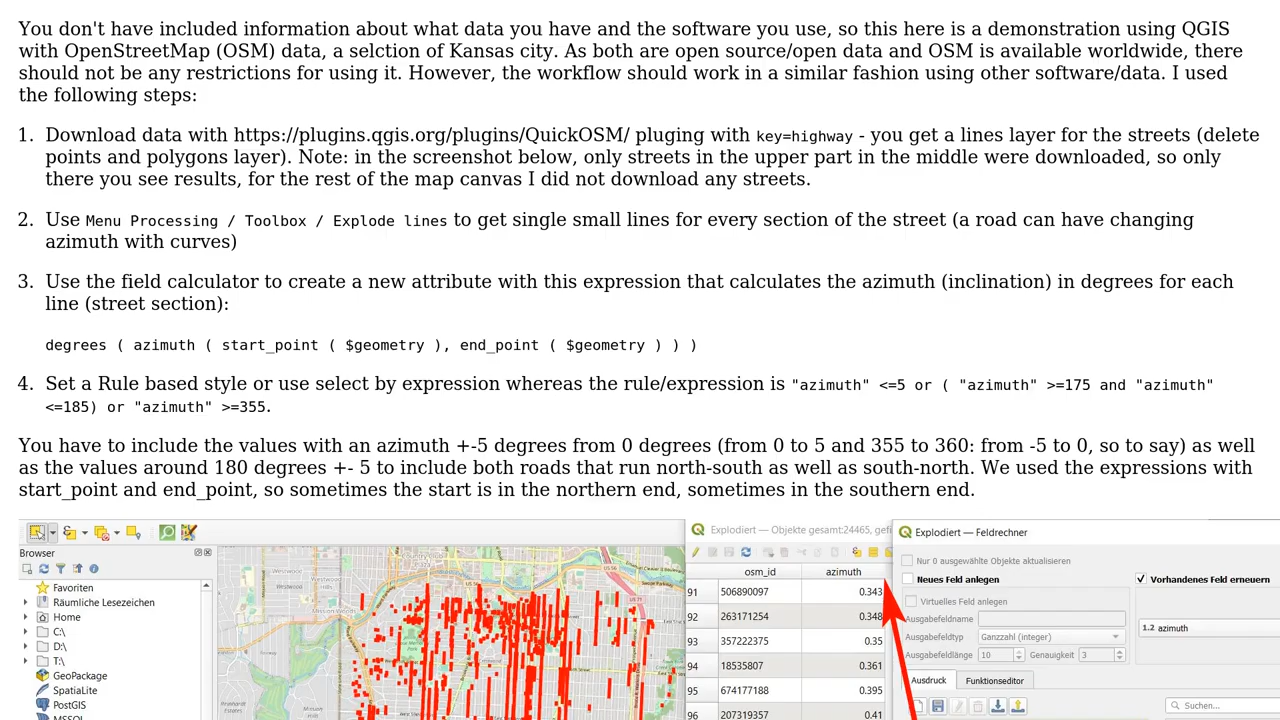 You don't have included information about what data you have and the software you use, so this here is a demonstration using QGIS
with OpenStreetMap (OSM) data, a selction of Kansas city. As both are open source/open data and OSM is available worldwide, there
should not be any restrictions for using it. However, the workflow should work in a similar fashion using other software/data. I used
the following steps:
1. Download data with https://plugins.qgis.org/plugins/QuickOSM/ pluging with key=highway - you get a lines layer for the streets (delete
points and polygons layer). Note: in the screenshot below, only streets in the upper part in the middle were downloaded, so only
there you see results, for the rest of the map canvas I did not download any streets.
2. Use Menu Processing / Toolbox / Explode lines to get single small lines for every section of the street (a road can have changing
azimuth with curves)
3. Use the field calculator to create a new attribute with this expression that calculates the azimuth (inclination) in degrees for each
line (street section):
degrees ( azimuth ( start_point ( $geometry ), end_point ( $geometry ) ) )
4. Set a Rule based style or use select by expression whereas the rule/expression is "azimuth" <=5 or ( "azimuth" >=175 and "azimuth"
<=185) or "azimuth" >=355.
You have to include the values with an azimuth +-5 degrees from 0 degrees (from 0 to 5 and 355 to 360: from -5 to 0, so to say) as well
as the values around 180 degrees +- 5 to include both roads that run north-south as well as south-north. We used the expressions with
start_point and end_point, so sometimes the start is in the northern end, sometimes in the southern end.
Browser
Favoriten
Räumliche Lesezeichen
Home
C:\
D:\
T:\
GeoPackage
SpatiaLite
PostGIS
MSSQL
Mission Woods
Explodiert — Objekte gesamt:24465, gefi
osm_id azimuth
91 506890097 0.343
92 263171254 0.348
93 357222375 0.35
94 18535807 0.361
95 674177188 0.395
96 207319357 0.41
Explodiert — Feldrechner
Nur 0 ausgewählte Objekte aktualisieren
Neues Feld anlegen
Vorhandenes Feld erneuern
Virtuelles Feld anlegen
Ausgabefeldname
Ausgabefeldtyp Ganzzahl (integer)
Ausgabefeldlänge 10 Genauigkeit 3
1.2 azimuth
Ausdruck Funktionseditor
Suchen...